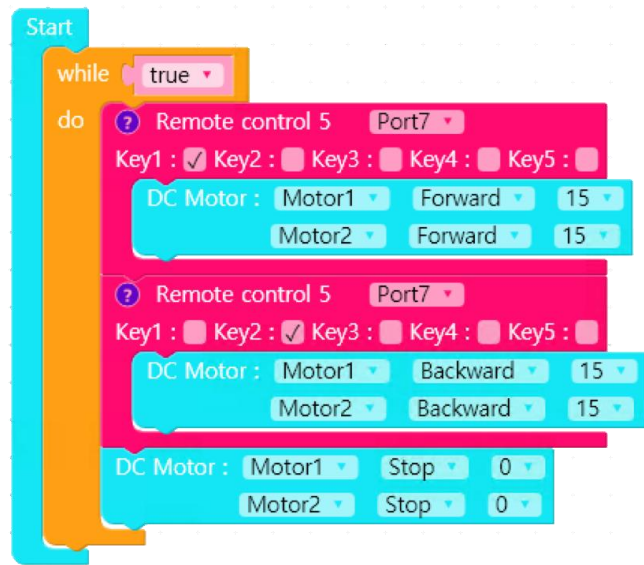 Start
while true
do ? Remote control 5 Port7
Key1 : ✓ Key2 : Key3 : Key4 : Key5 :
DC Motor : Motor1 Forward 15
Motor2 Forward 15
? Remote control 5 Port7
Key1 : Key2 : ✓ Key3 : Key4 : Key5 :
DC Motor : Motor1 Backward 15
Motor2 Backward 15
DC Motor : Motor1 Stop 0
Motor2 Stop 0